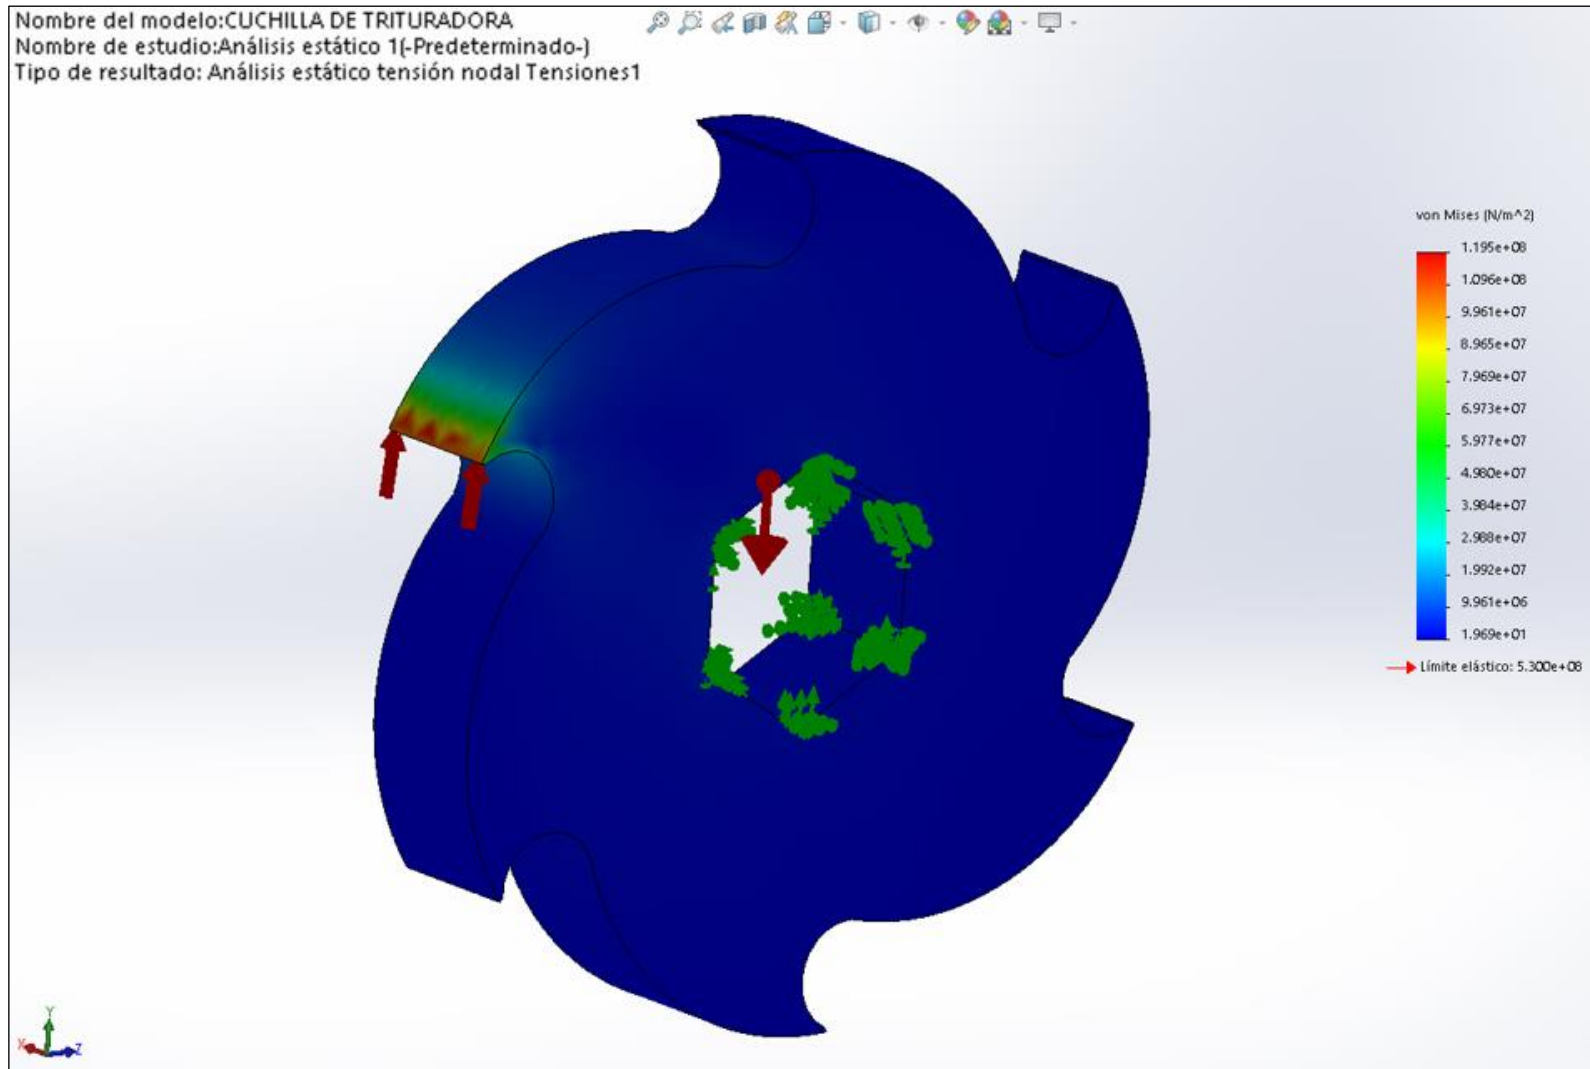 Nombre del modelo:CUCHILLA DE TRITURADORA
Nombre de estudio:Análisis estático 1(-Predeterminado-)
Tipo de resultado: Análisis estático tensión nodal Tensiones1
von Mises (N/m^2)
1.195e+08
1.096e+08
9.961e+07
8.965e+07
7.969e+07
6.973e+07
5.977e+07
4.980e+07
3.984e+07
2.988e+07
1.992e+07
9.961e+06
1.969e+01
Límite elástico: 5.300e+08
Y
X
Z